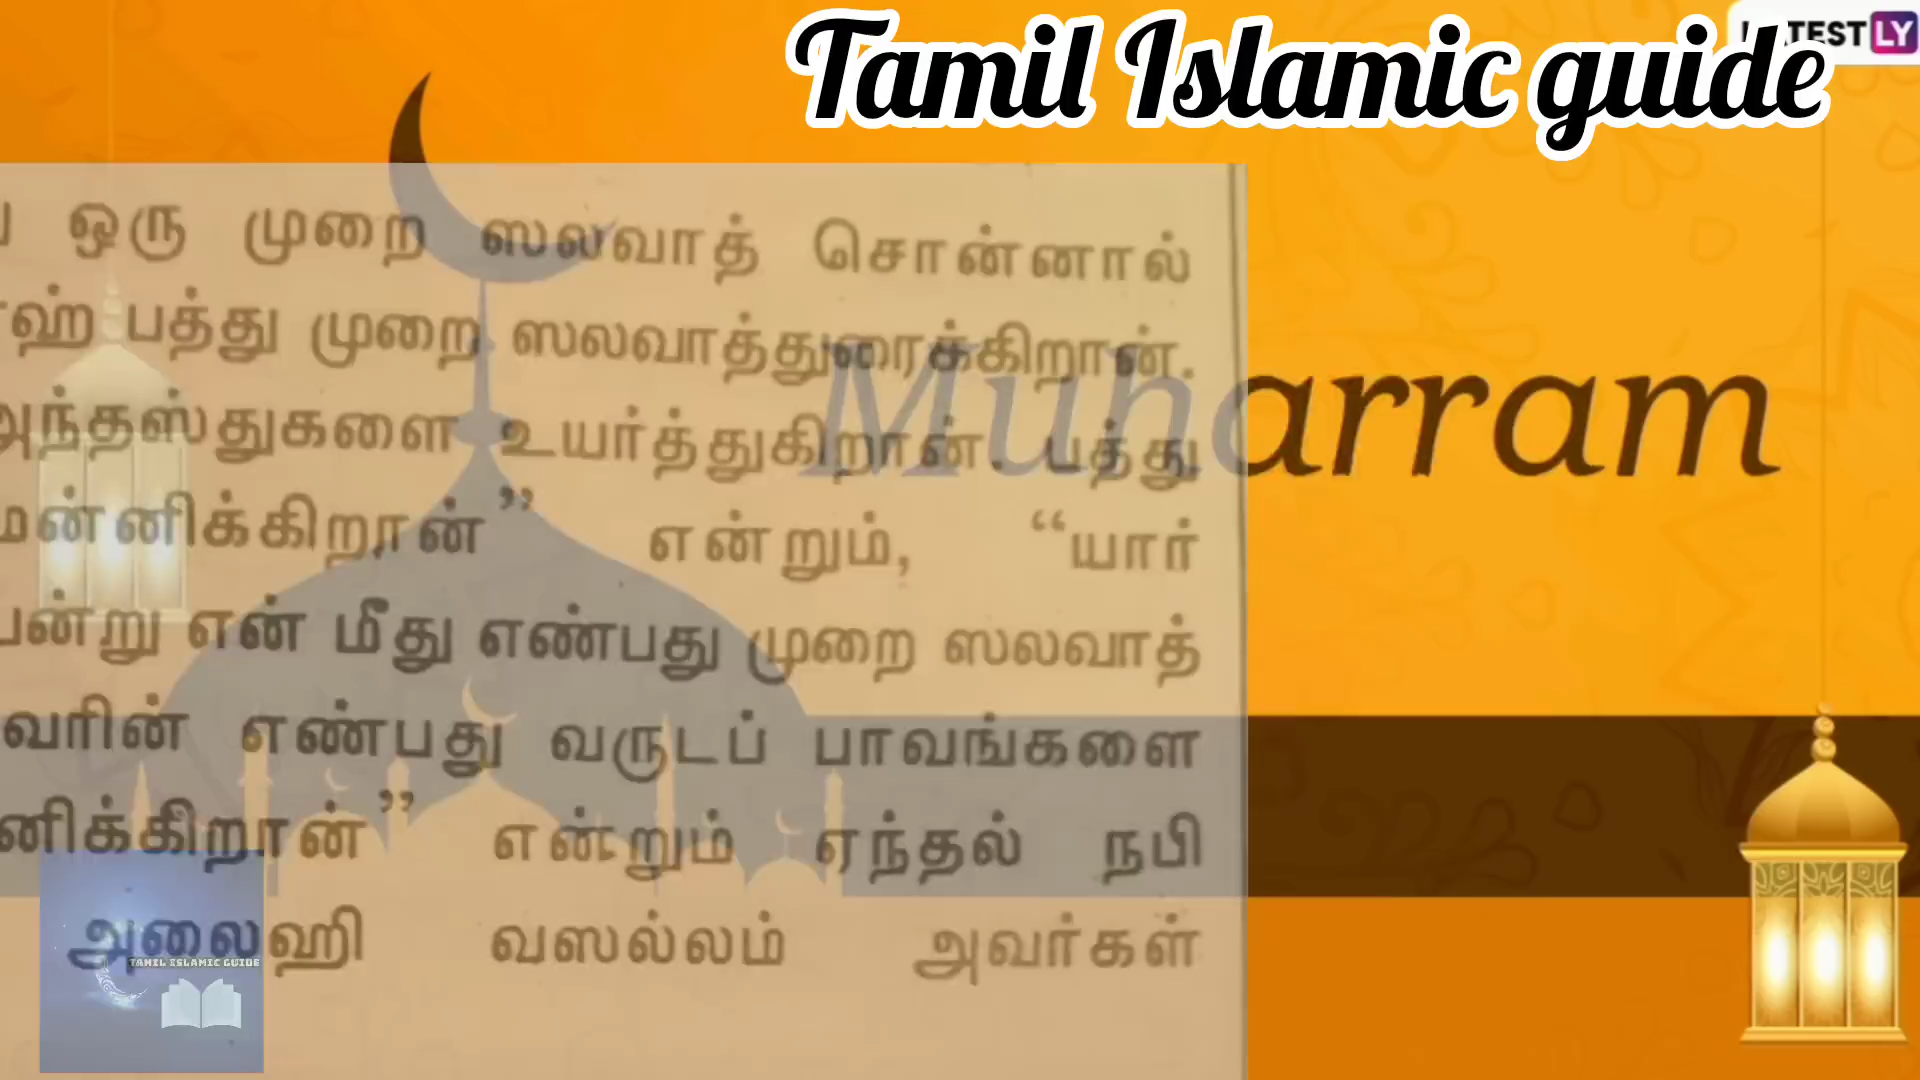 Tamil Islamic guide
LATESTLY
ஒரு முறை ஸலவாத் சொன்னால்
பத்து முறை ஸலவாத்துரைக்கிறான்.
அந்தஸ்துகளை உயர்த்துகிறான். பத்து
மன்னிக்கிறான்” என்றும், “யார்
Muharram
என் மீது எண்பது முறை ஸலவாத்
எண்பது வருடப் பாவங்களை
என்றும் ஏந்தல் நபி
அலைஹி வஸல்லம் அவர்கள்
TAMIL ISLAMIC GUIDE